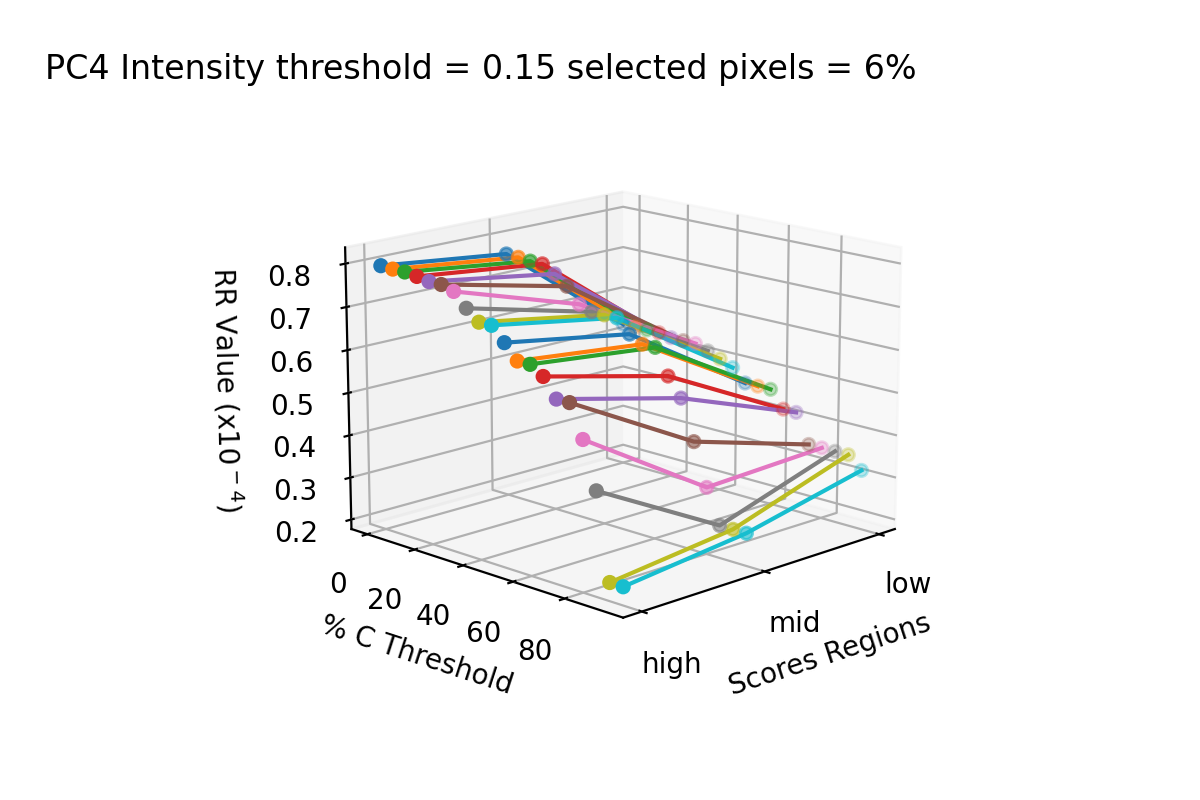 PC4 Intensity threshold = 0.15 selected pixels = 6%
RR Value (x10⁻⁴)
0.8
0.7
0.6
0.5
0.4
0.3
0.2
0
20
40
60
80
% C Threshold
high
mid
low
Scores Regions